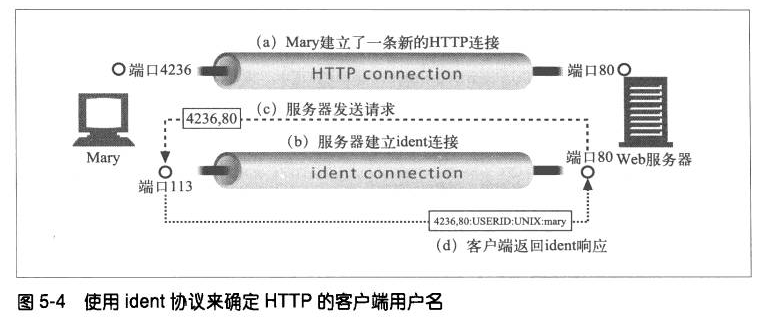 (a) Mary建立了一条新的HTTP连接
端口4236
HTTP connection
端口80
(c) 服务器发送请求
4236,80
(b) 服务器建立ident连接
Mary
端口80
Web服务器
端口113
ident connection
4236,80:USERID:UNIX:mary
(d) 客户端返回ident响应
图 5-4 使用 ident 协议来确定 HTTP 的客户端用户名